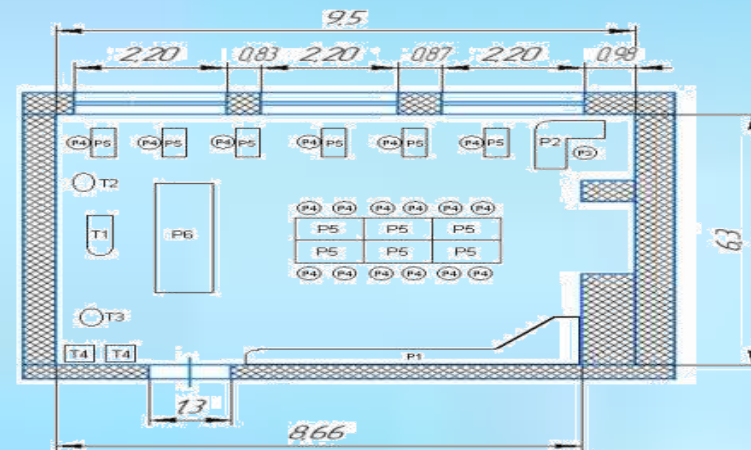 9,5
2,20 0,83 2,20 0,87 2,20 0,98
P4 P5 P4 P5 P4 P5 P4 P5 P4 P5 P4 P5 P2 P3
T2
P4 P4 P4 P4 P4 P4
T1 P6 P5 P5 P5
P5 P5 P5
6,3
P4 P4 P4 P4 P4 P4
T3
T4 T4 P1
1,3
8,66